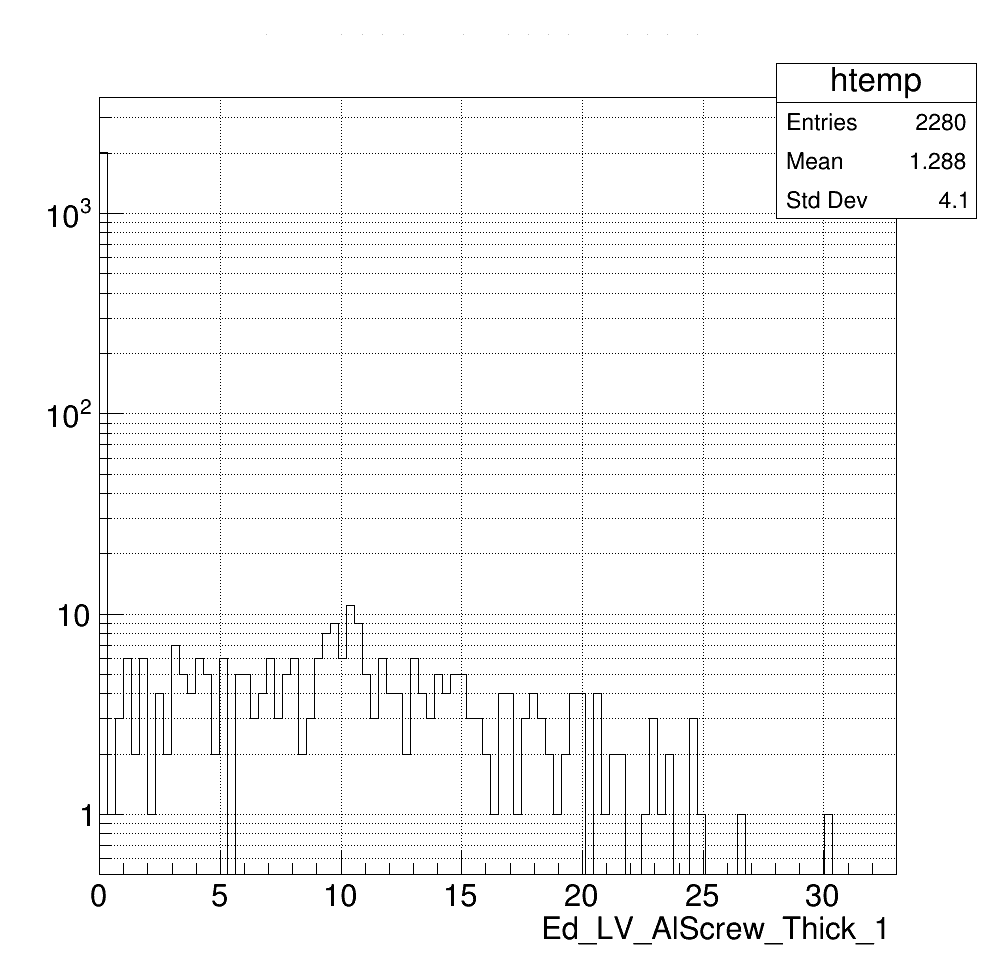 htemp
Entries 2280
Mean 1.288
Std Dev 4.1
10³
10²
10
1
0 5 10 15 20 25 30
Ed_LV_AlScrew_Thick_1